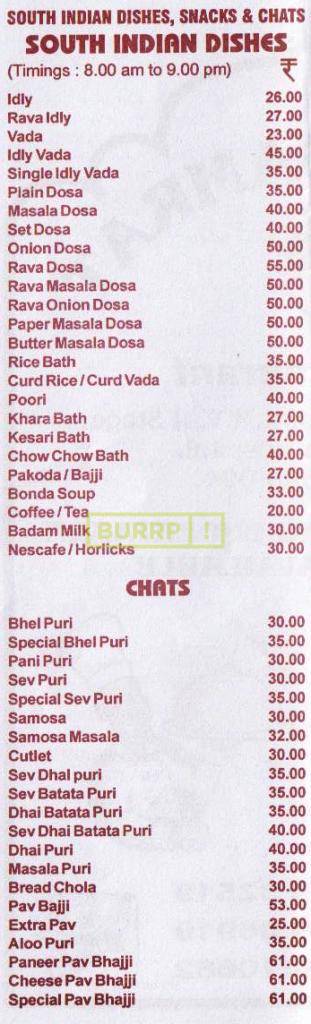 SOUTH INDIAN DISHES, SNACKS & CHATS
SOUTH INDIAN DISHES
(Timings : 8.00 am to 9.00 pm) ₹
Idly 26.00
Rava Idly 27.00
Vada 23.00
Idly Vada 45.00
Single Idly Vada 35.00
Plain Dosa 35.00
Masala Dosa 40.00
Set Dosa 40.00
Onion Dosa 50.00
Rava Dosa 55.00
Rava Masala Dosa 50.00
Rava Onion Dosa 50.00
Paper Masala Dosa 50.00
Butter Masala Dosa 50.00
Rice Bath 35.00
Curd Rice / Curd Vada 35.00
Poori 40.00
Khara Bath 27.00
Kesari Bath 27.00
Chow Chow Bath 40.00
Pakoda / Bajji 27.00
Bonda Soup 33.00
Coffee / Tea 20.00
Badam Milk 30.00
BURRP !
Nescafe / Horlicks 30.00
CHATS
Bhel Puri 30.00
Special Bhel Puri 35.00
Pani Puri 30.00
Sev Puri 30.00
Special Sev Puri 35.00
Samosa 30.00
Samosa Masala 32.00
Cutlet 30.00
Sev Dhal puri 35.00
Sev Batata Puri 35.00
Dhai Batata Puri 35.00
Sev Dhai Batata Puri 40.00
Dhai Puri 40.00
Masala Puri 35.00
Bread Chola 30.00
Pav Bajji 53.00
Extra Pav 25.00
Aloo Puri 35.00
Paneer Pav Bhajji 61.00
Cheese Pav Bhajji 61.00
Special Pav Bhajji 61.00